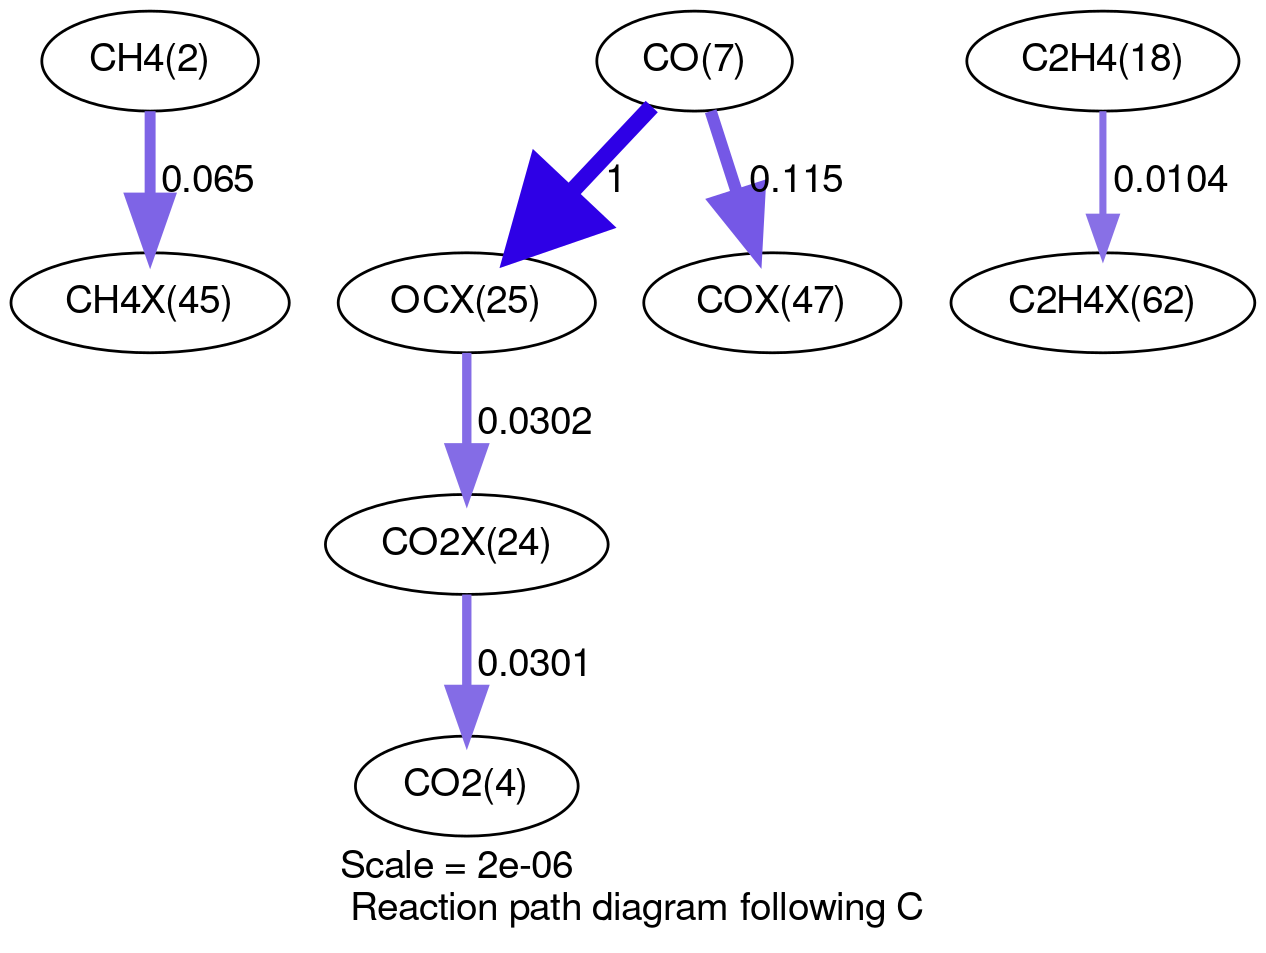 CH4(2)
CO(7)
C2H4(18)
0.065
1
0.115
0.0104
CH4X(45)
OCX(25)
COX(47)
C2H4X(62)
0.0302
CO2X(24)
0.0301
CO2(4)
Scale = 2e-06
Reaction path diagram following C